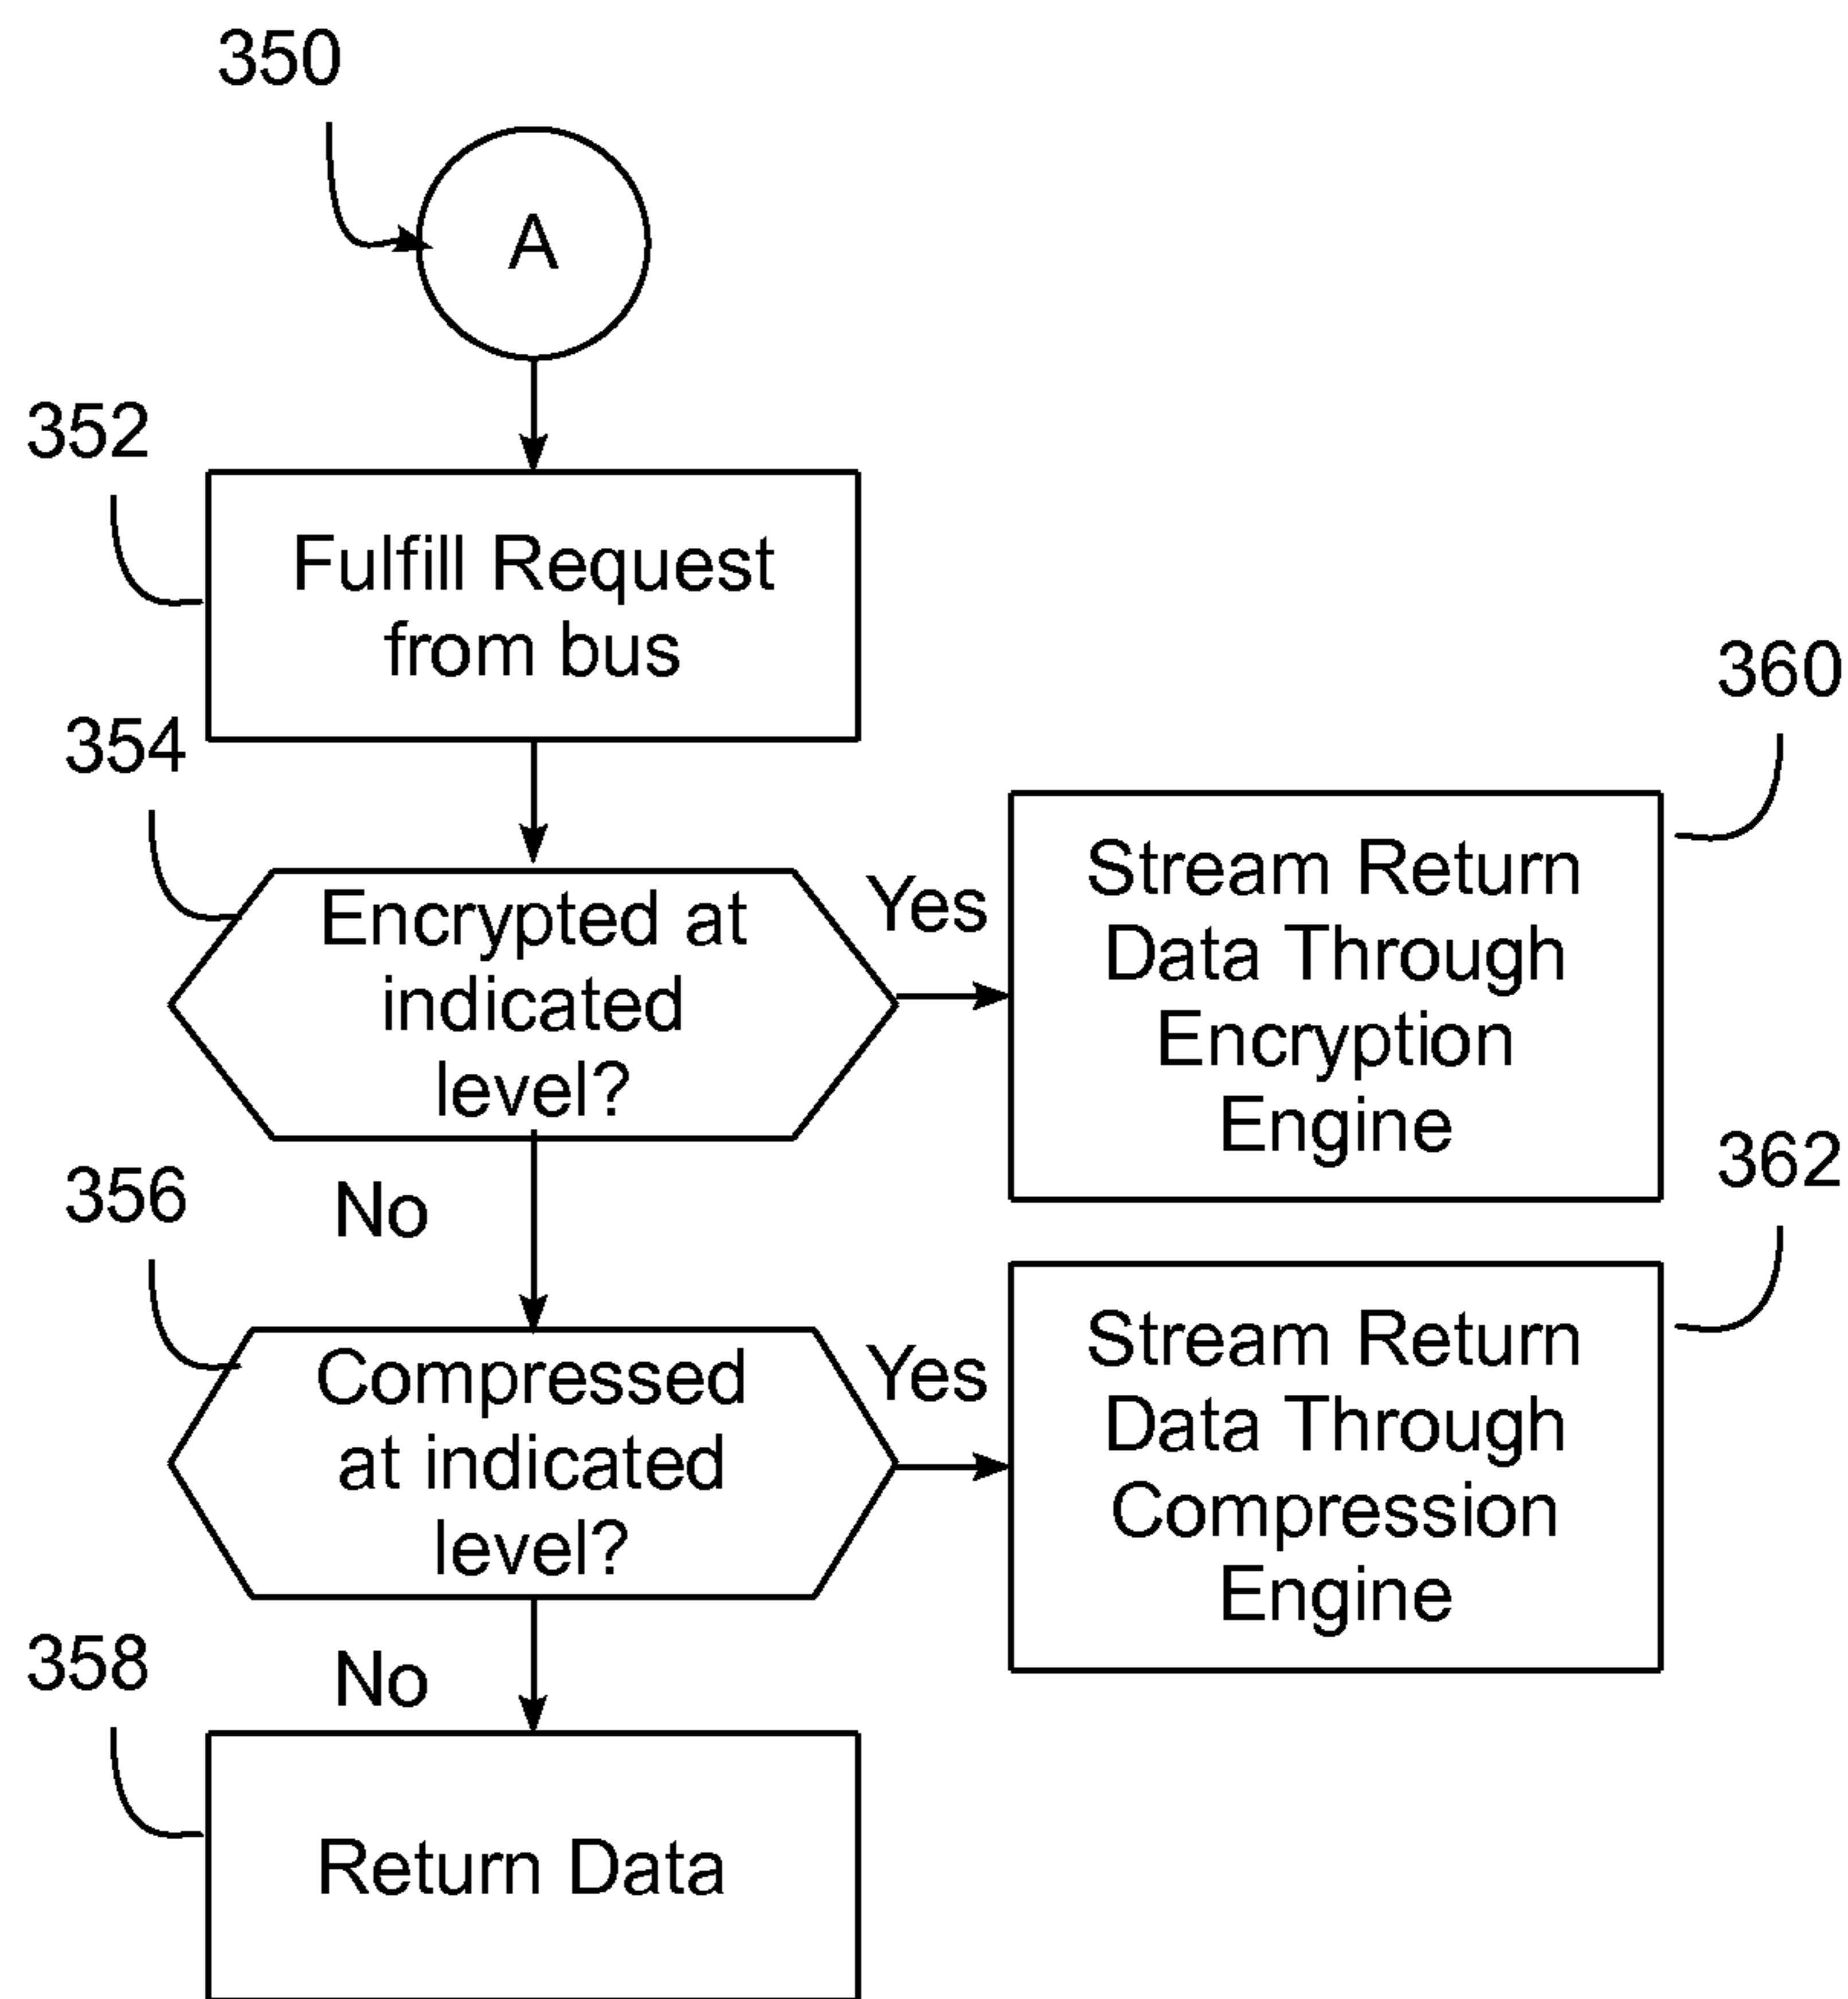 350
A
352
Fulfill Request
from bus
354
Encrypted at
indicated
level?
Yes
360
Stream Return
Data Through
Encryption
Engine
No
356
Compressed
at indicated
level?
Yes
362
Stream Return
Data Through
Compression
Engine
No
358
Return Data